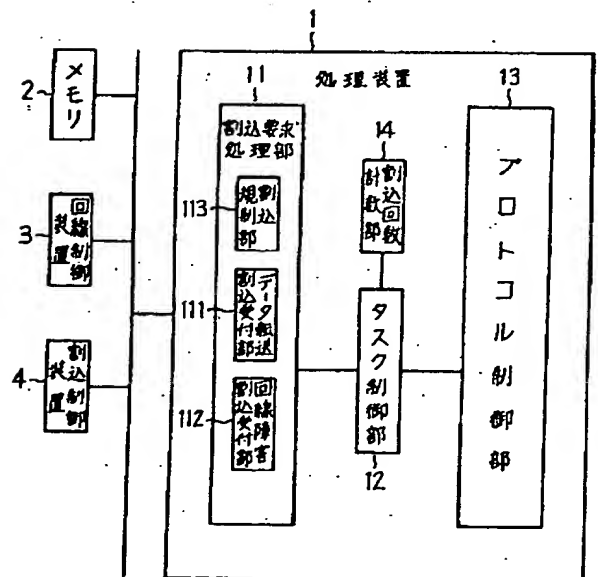 1
処理装置
11
割込要求
処理部
113
割込
規制部
111
データ転送
割込受付部
112
回線障害
割込受付部
14
割込回数
計数部
タスク制御部
12
13
プロトコル制御部
2
メモリ
3
回線制御
装置
4
割込制御
装置